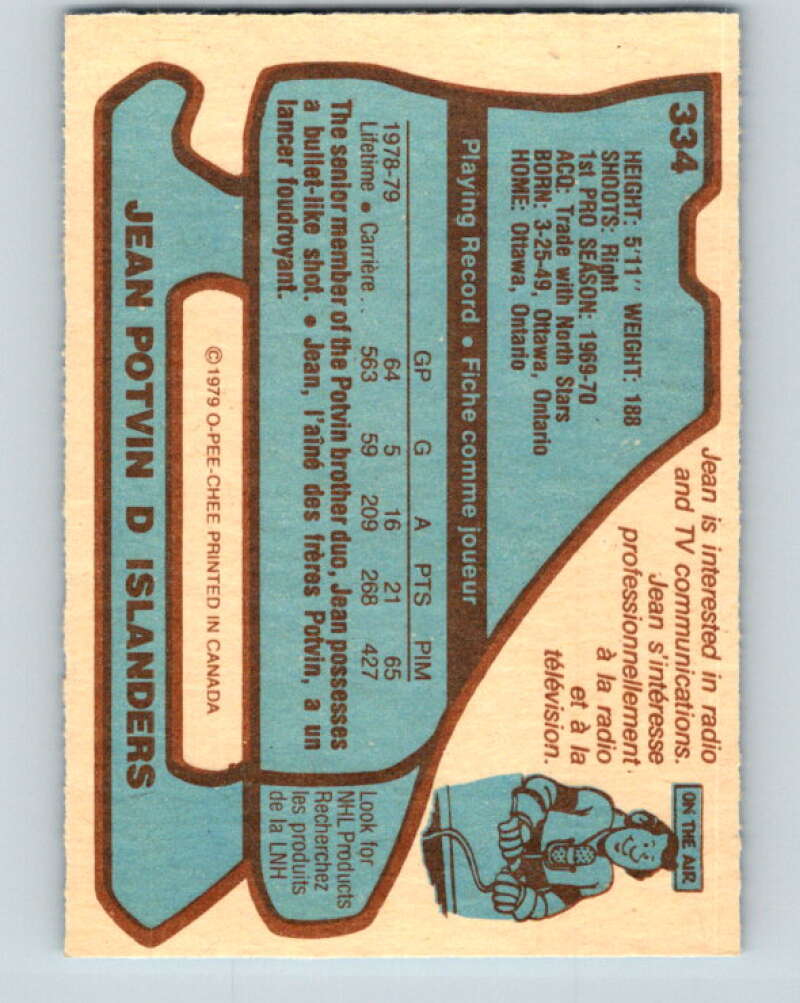 334
HEIGHT: 5'11" WEIGHT: 188
SHOOTS: Right
1st PRO SEASON: 1969-70
ACQ: Trade with North Stars
BORN: 3-25-49, Ottawa, Ontario
HOME: Ottawa, Ontario
Jean is interested in radio
and TV communications.
Jean s'intéresse
professionnellement
à la radio
et à la
télévision.
ON THE AIR
Playing Record • Fiche comme joueur
GP G A PTS PIM
1978-79 64 5 16 21 65
Lifetime • Carrière . . 563 59 209 268 427
The senior member of the Potvin brother duo, Jean possesses
a bullet-like shot. • Jean, l'aîné des frères Potvin, a un
lancer foudroyant.
Look for
NHL Products
Recherchez
les produits
de la LNH
©1979 O-PEE-CHEE PRINTED IN CANADA
JEAN POTVIN D ISLANDERS